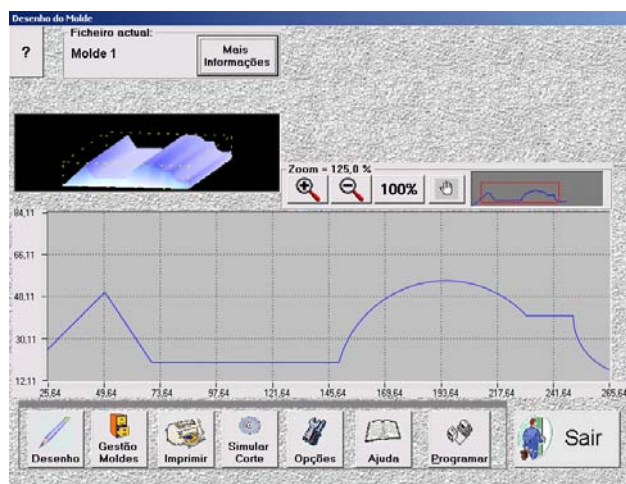 Desenho do Molde
?
Ficheiro actual:
Molde 1
Mais
Informações
Zoom = 125,0 %
100%
84,11
66,11
48,11
30,11
12,11
25,64 49,64 73,64 97,64 121,64 145,64 169,64 193,64 217,64 241,64 265,64
Desenho
Gestão
Moldes
Imprimir
Simular
Corte
Opções
Ajuda
Programar
Sair